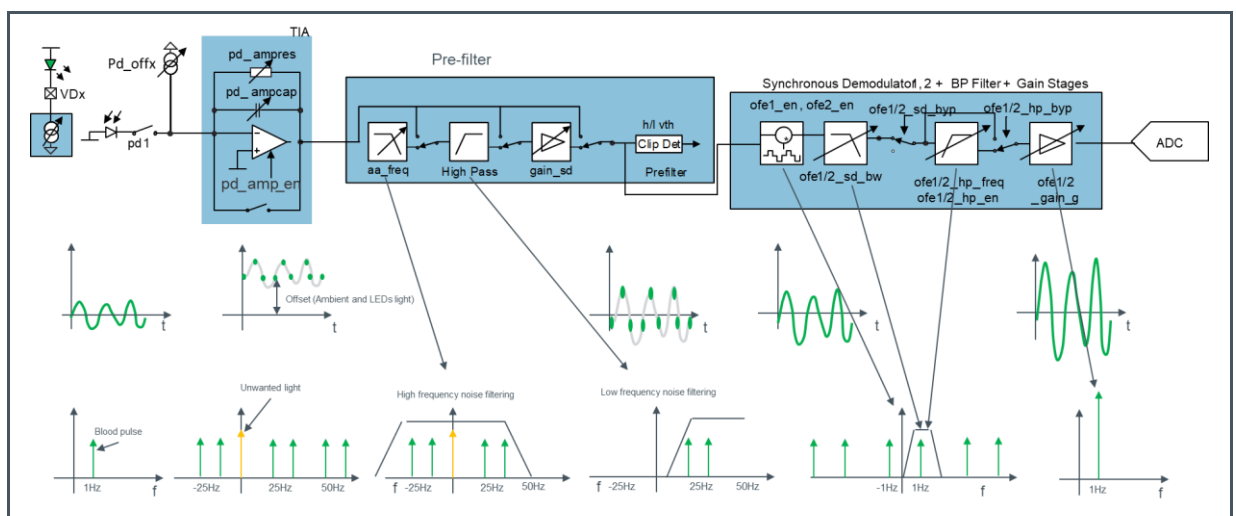 TIA
Pre-filter
Synchronous Demodulator1, 2 + BP Filter + Gain Stages
Pd_offx
VDx
pd1
pd_ampres
pd_ampcap
pd_amp_en
aa_freq
High Pass
gain_sd
h/l vth
Clip Det
Prefilter
ofe1_en, ofe2_en
ofe1/2_sd_byp
ofe1/2_hp_byp
ofe1/2_sd_bw
ofe1/2_hp_freq
ofe1/2_hp_en
ofe1/2
_gain_g
ADC
t
Offset (Ambient and LEDs light)
t
t
t
t
Blood pulse
1Hz
f
Unwanted light
-25Hz
25Hz
50Hz
f
High frequency noise filtering
f
-25Hz
25Hz
50Hz
Low frequency noise filtering
f
-25Hz
25Hz
50Hz
-1Hz
1Hz
f
1Hz
f